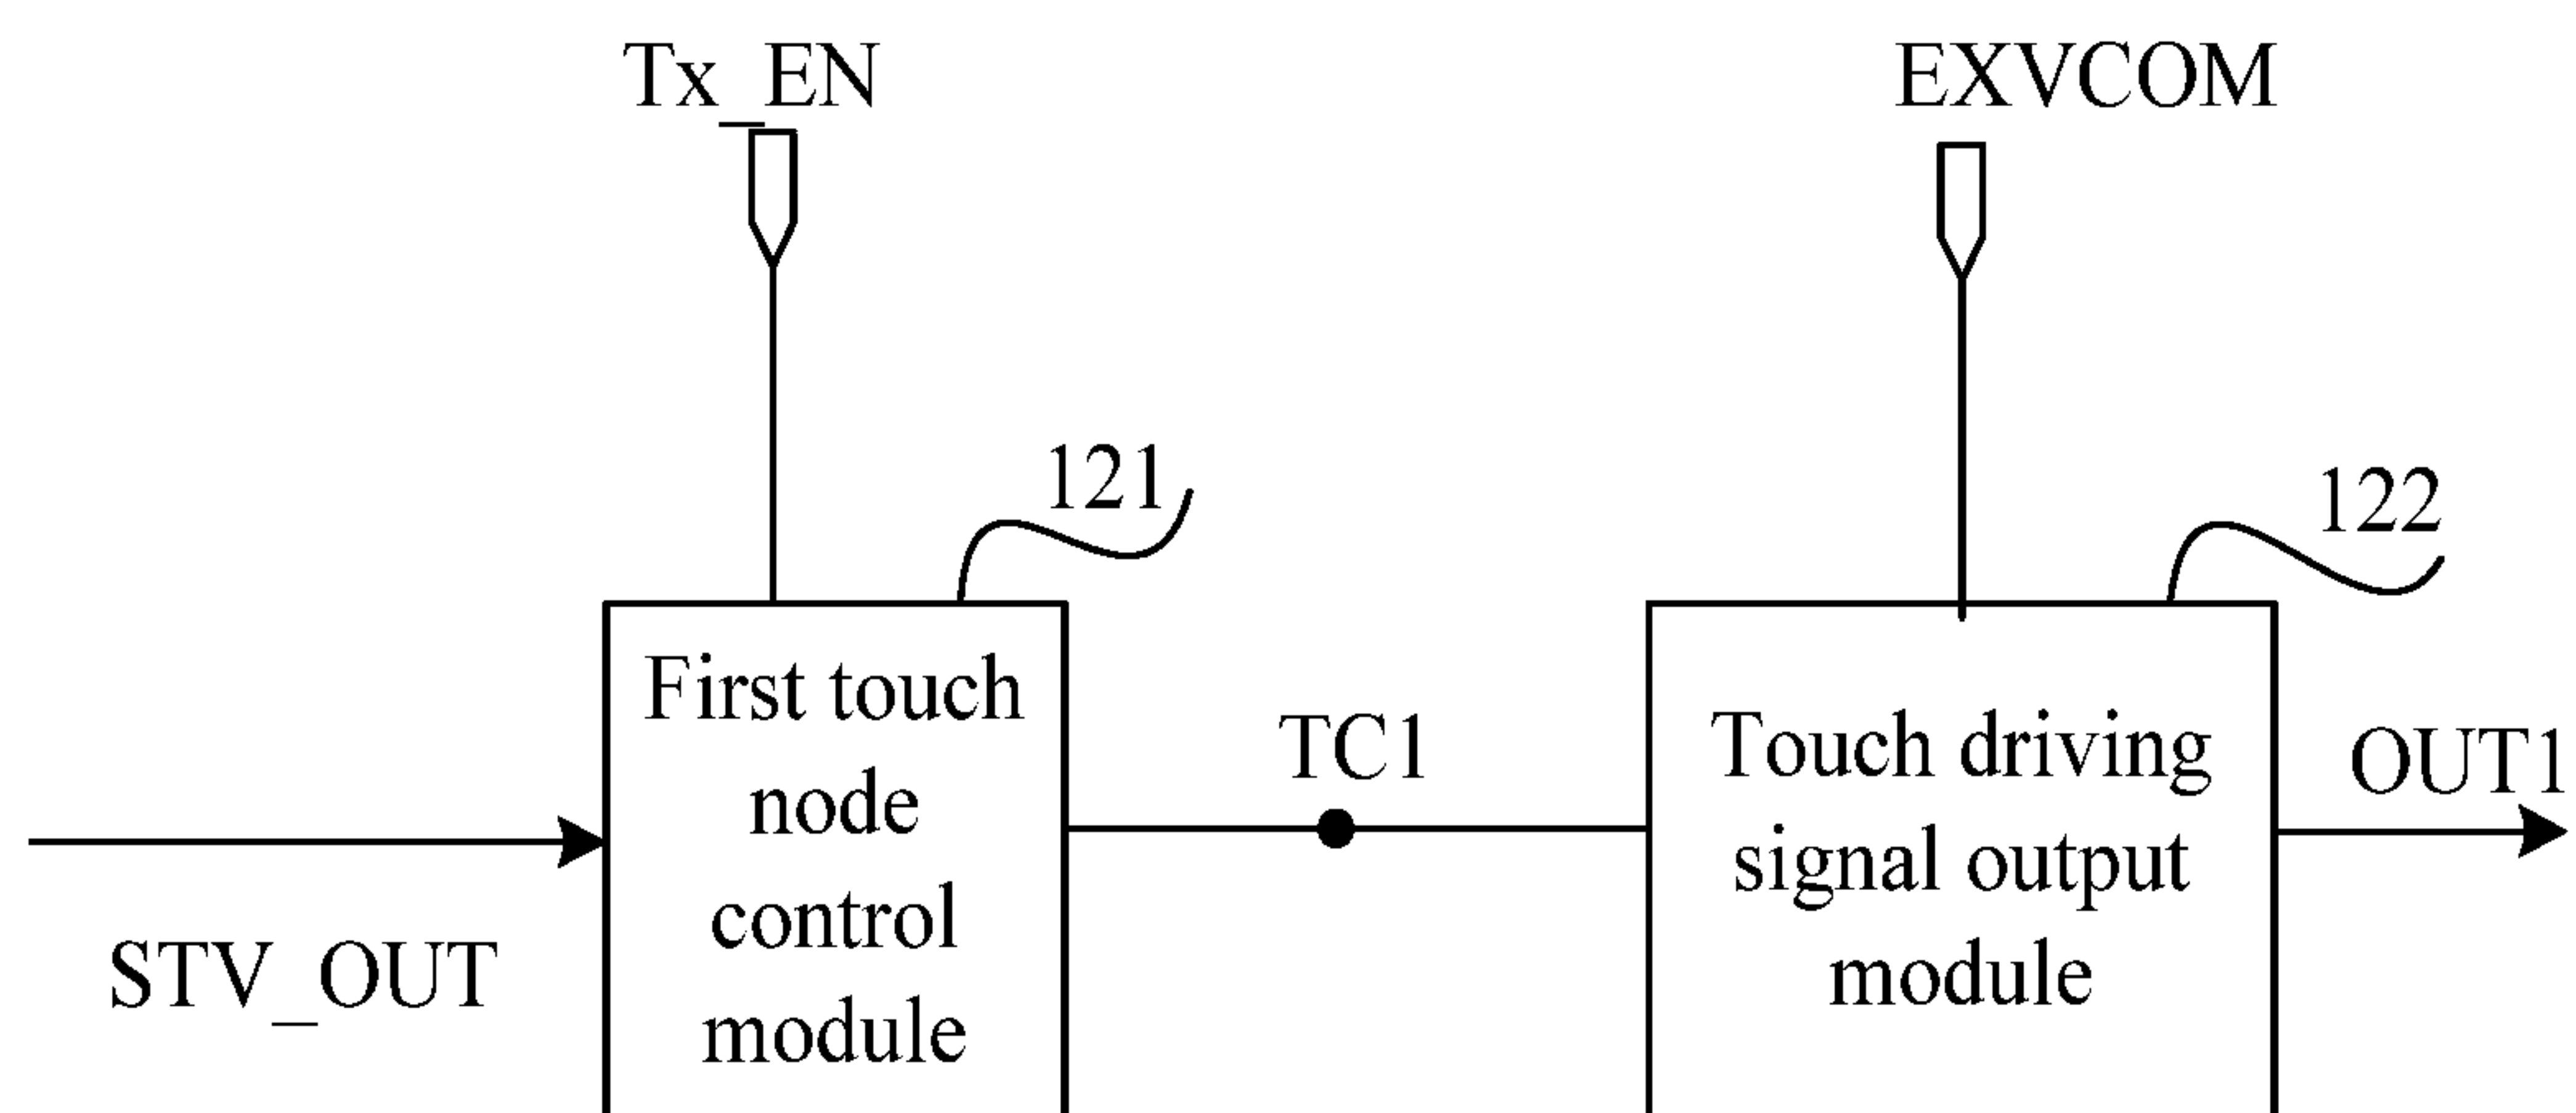 Tx_EN
EXVCOM
121
122
First touch
node
control
module
TC1
Touch driving
signal output
module
OUT1
STV_OUT